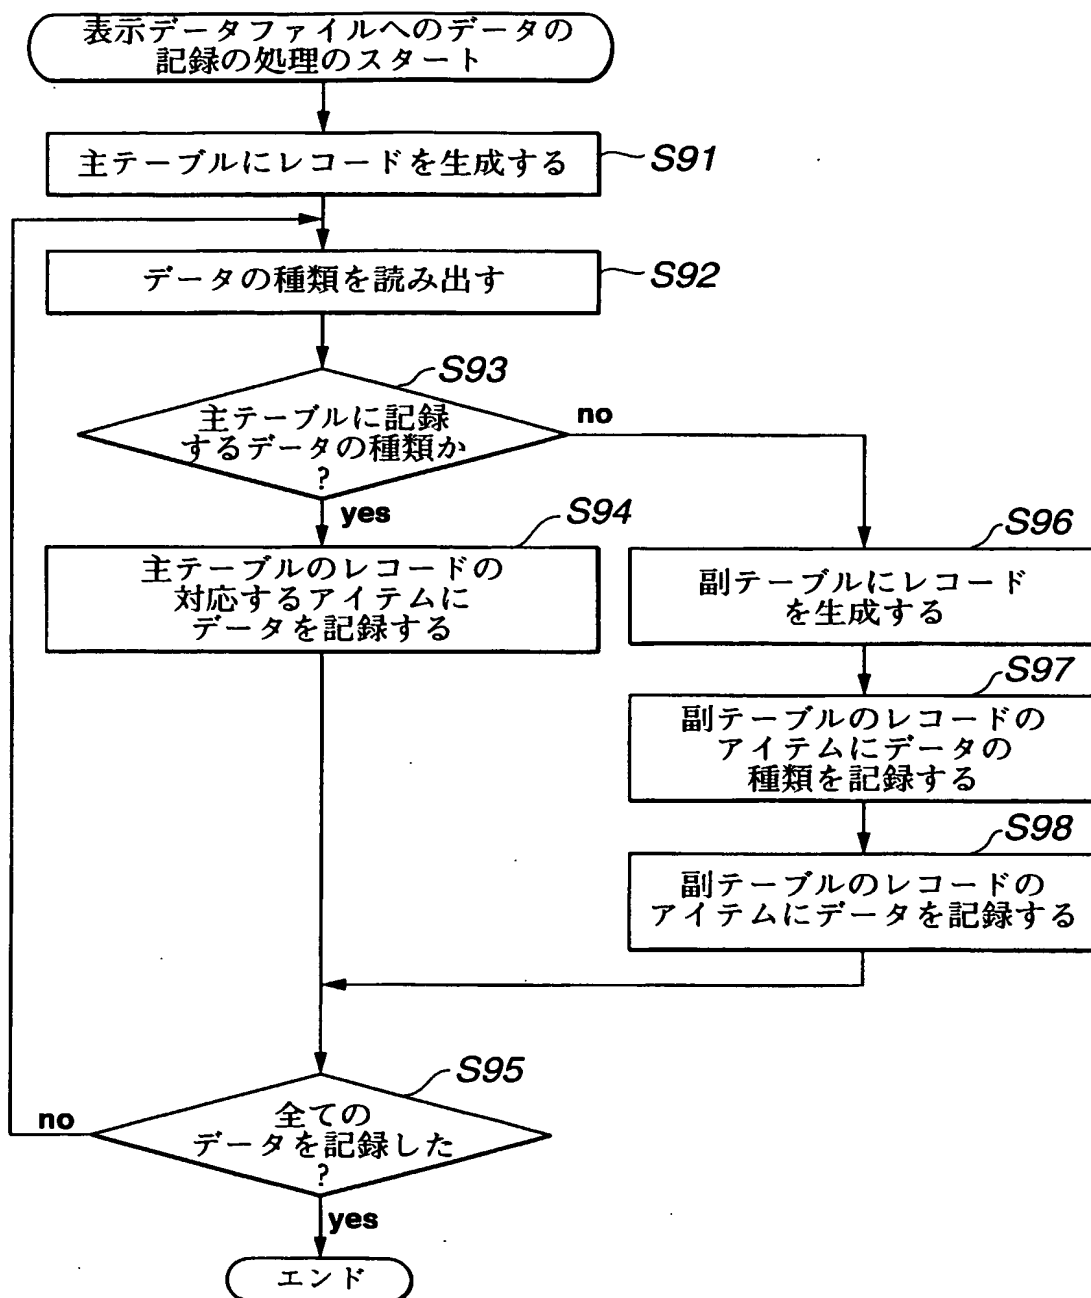 表示データファイルへのデータの
記録の処理のスタート
主テーブルにレコードを生成する
S91
データの種類を読み出す
S92
S93
主テーブルに記録
するデータの種類か
?
no
yes
S94
主テーブルのレコードの
対応するアイテムに
データを記録する
S96
副テーブルにレコード
を生成する
S97
副テーブルのレコードの
アイテムにデータの
種類を記録する
S98
副テーブルのレコードの
アイテムにデータを記録する
S95
全ての
データを記録した
?
no
yes
エンド